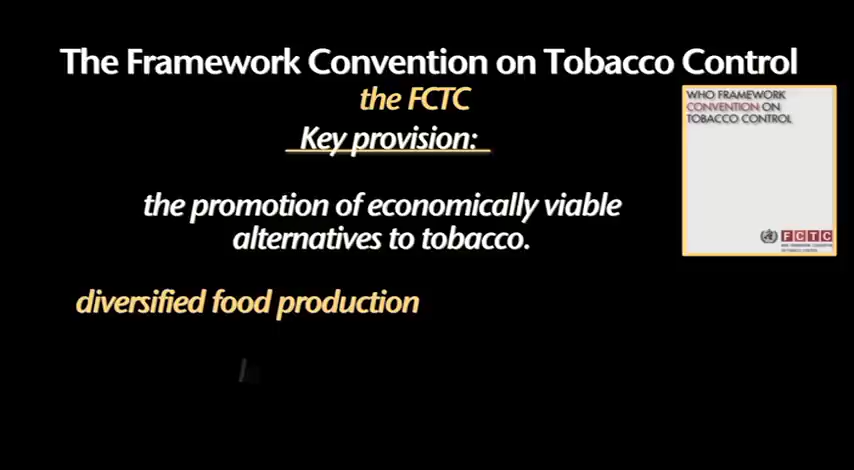 The Framework Convention on Tobacco Control
the FCTC
Key provision:
WHO FRAMEWORK
CONVENTION ON
TOBACCO CONTROL
the promotion of economically viable
alternatives to tobacco.
FCTC
diversified food production